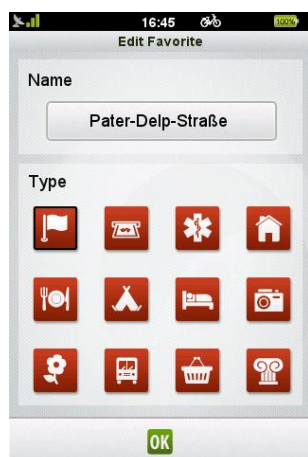 16:45
100%
Edit Favorite
Name
Pater-Delp-Straße
Type
OK